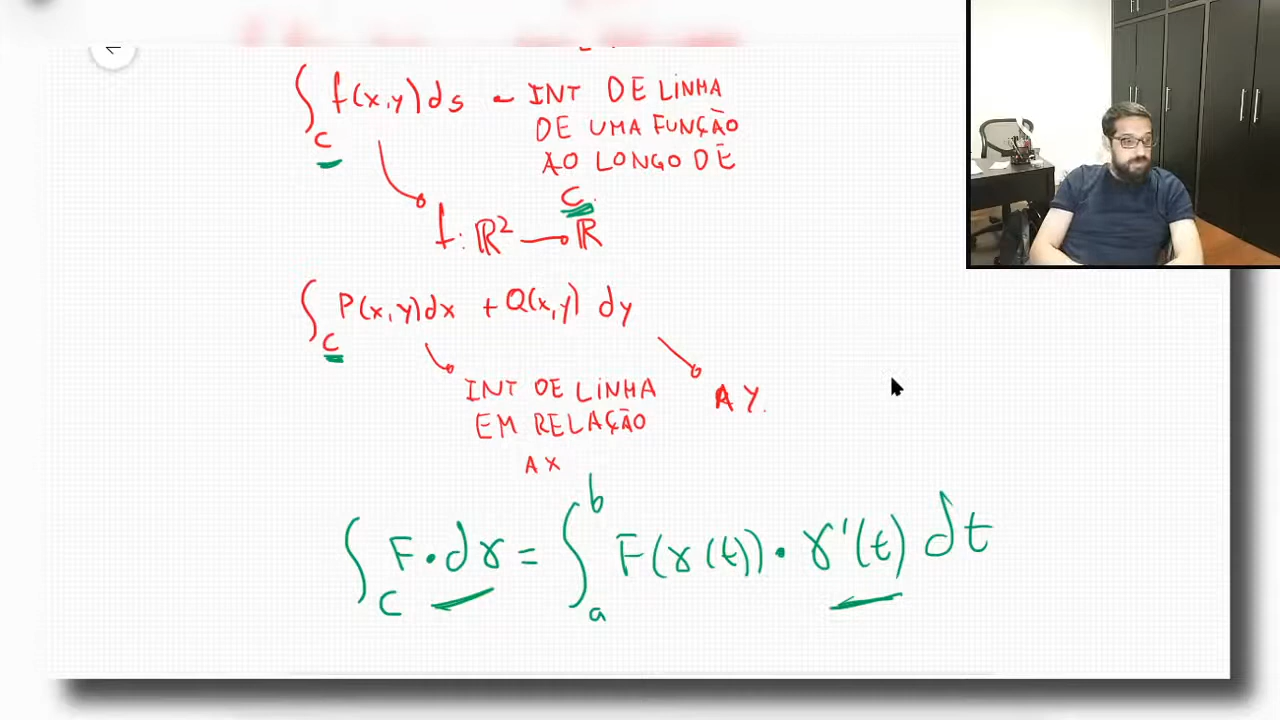 ∫_C f(x,y)ds - INT DE LINHA
DE UMA FUNÇÃO
AO LONGO DE
C.
f: ℝ² → ℝ
∫_C P(x,y)dx + Q(x,y) dy
INT DE LINHA
EM RELAÇÃO
A X
A Y.
∫_C F·dγ = ∫_a^b F(γ(t))·γ'(t) dt